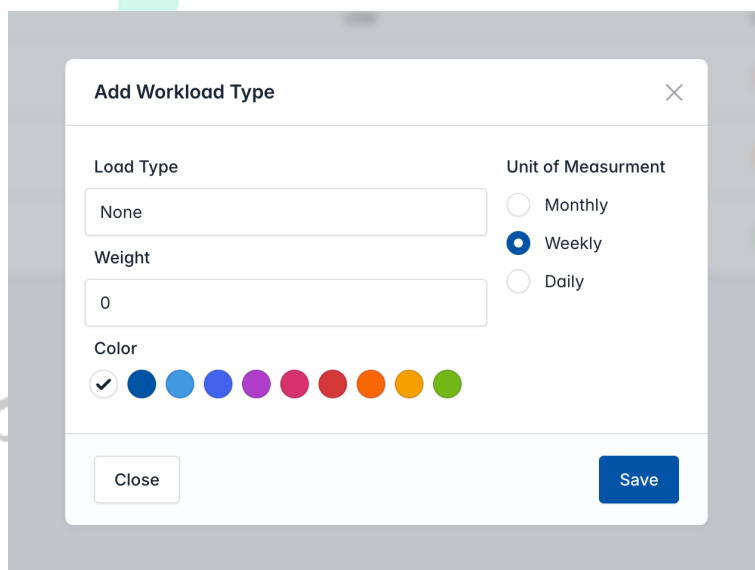 Add Workload Type
Load Type
None
Weight
0
Color
Unit of Measurment
Monthly
Weekly
Daily
Close
Save